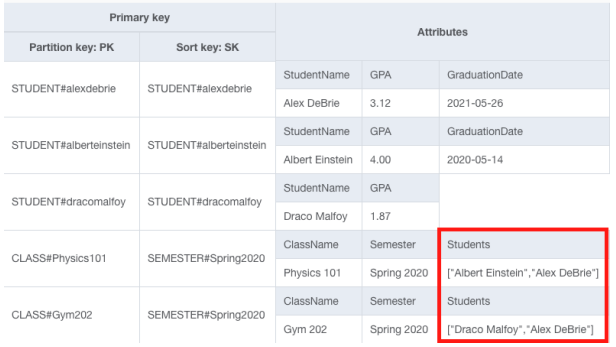 Primary key
Attributes
Partition key: PK Sort key: SK
StudentName GPA GraduationDate
STUDENT#alexdebrie STUDENT#alexdebrie
Alex DeBrie 3.12 2021-05-26
StudentName GPA GraduationDate
STUDENT#alberteinstein STUDENT#alberteinstein
Albert Einstein 4.00 2020-05-14
StudentName GPA
STUDENT#dracomalfoy STUDENT#dracomalfoy
Draco Malfoy 1.87
ClassName Semester Students
CLASS#Physics101 SEMESTER#Spring2020
Physics 101 Spring 2020 ["Albert Einstein","Alex DeBrie"]
ClassName Semester Students
CLASS#Gym202 SEMESTER#Spring2020
Gym 202 Spring 2020 ["Draco Malfoy","Alex DeBrie"]